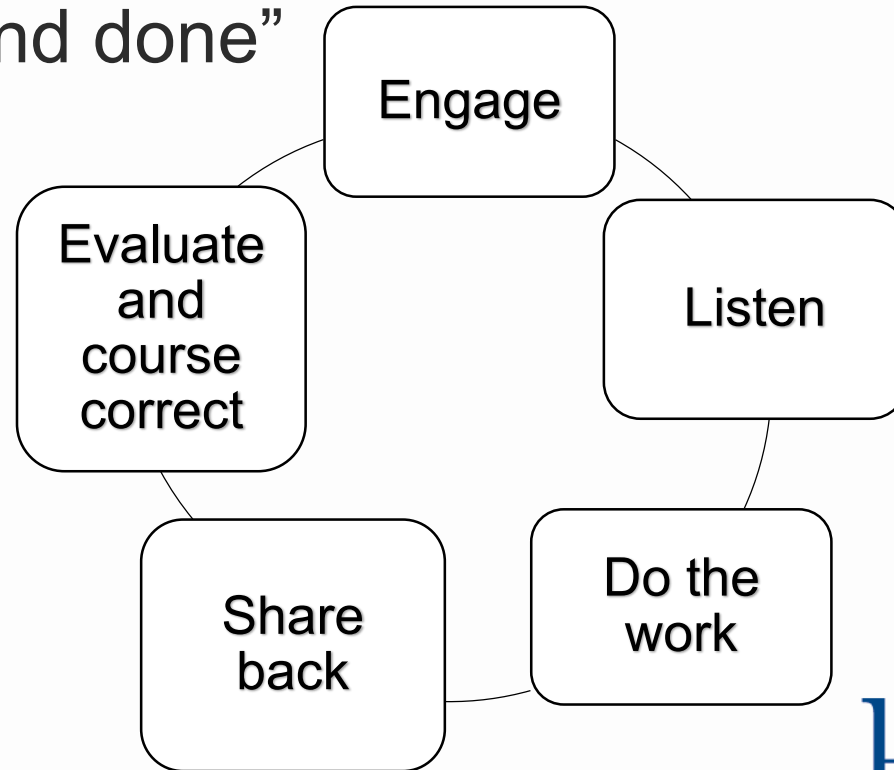 nd done”
Engage
Listen
Do the
work
Share
back
Evaluate
and
course
correct